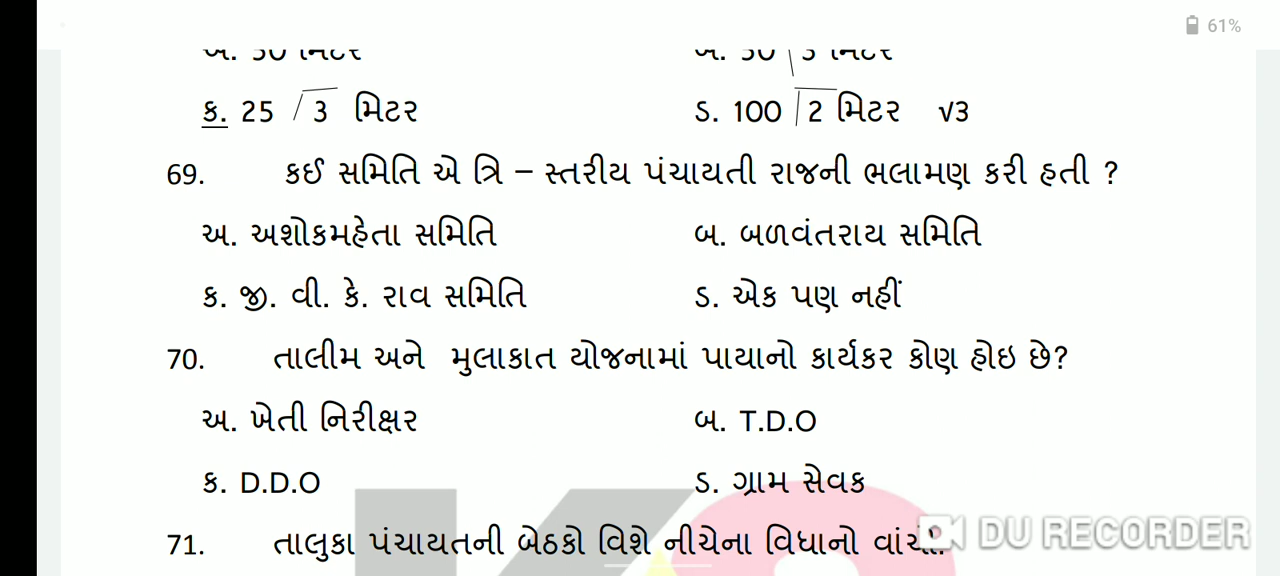 61%
ક. 25 √3 મિટર ડ. 100 √2 મિટર √3
69. કઈ સમિતિ એ ત્રિ – સ્તરીય પંચાયતી રાજની ભલામણ કરી હતી ?
અ. અશોકમહેતા સમિતિ બ. બળવંતરાય સમિતિ
ક. જી. વી. કે. રાવ સમિતિ ડ. એક પણ નહીં
70. તાલીમ અને મુલાકાત યોજનામાં પાયાનો કાર્યકર કોણ હોઇ છે?
અ. ખેતી નિરીક્ષર બ. T.D.O
ક. D.D.O ડ. ગ્રામ સેવક
71. તાલુકા પંચાયતની બેઠકો વિશે નીચેના વિધાનો વાંચો.
DU RECORDER